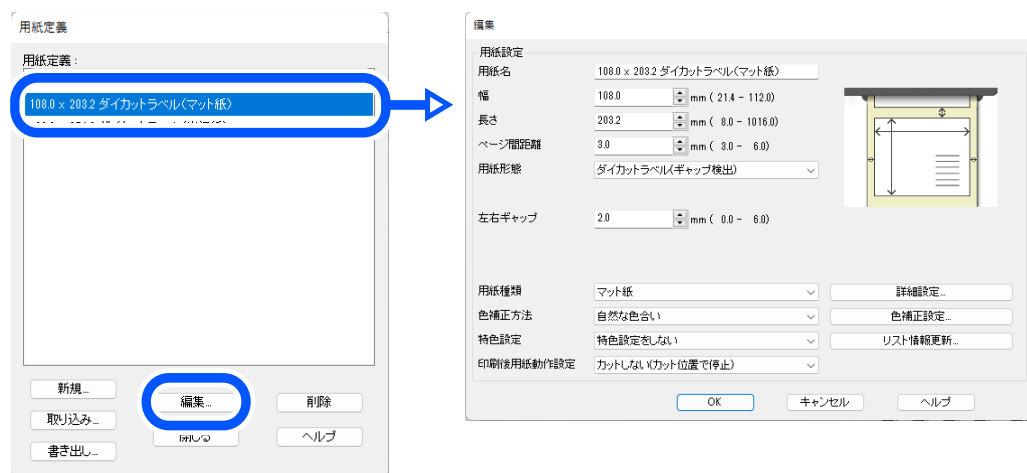 用紙定義
用紙定義:
108.0 × 203.2 ダイカットラベル(マット紙)
新規...
編集...
削除
取り込み...
閉じる
ヘルプ
書き出し...
編集
用紙設定
用紙名 108.0 × 203.2 ダイカットラベル(マット紙)
幅 108.0 mm ( 21.4 - 112.0)
長さ 203.2 mm ( 8.0 - 1016.0)
ページ間距離 3.0 mm ( 3.0 - 6.0)
用紙形態 ダイカットラベル(ギャップ検出)
左右ギャップ 2.0 mm ( 0.0 - 6.0)
用紙種類 マット紙 詳細設定...
色補正方法 自然な色合い 色補正設定...
特色設定 特色設定をしない リスト情報更新...
印刷後用紙動作設定 カットしない(カット位置で停止)
OK キャンセル ヘルプ